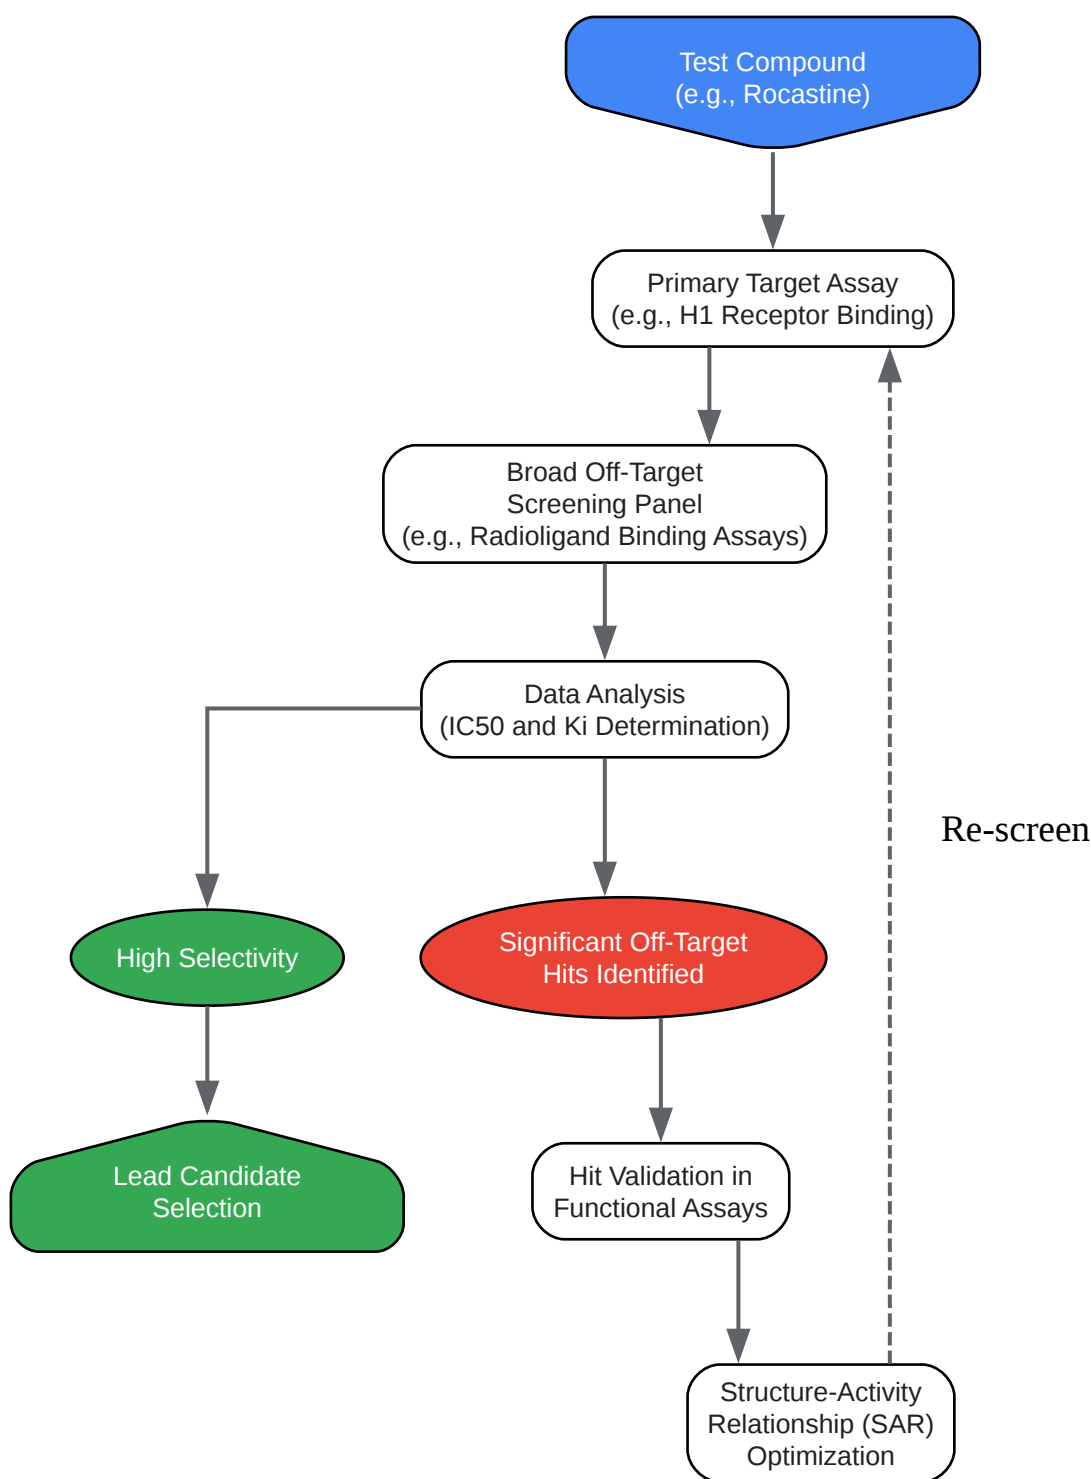 Test Compound
(e.g., Rocastine)
Primary Target Assay
(e.g., H1 Receptor Binding)
Broad Off-Target
Screening Panel
(e.g., Radioligand Binding Assays)
Data Analysis
(IC50 and Ki Determination)
Re-screen
High Selectivity
Significant Off-Target
Hits Identified
Lead Candidate
Selection
Hit Validation in
Functional Assays
Structure-Activity
Relationship (SAR)
Optimization